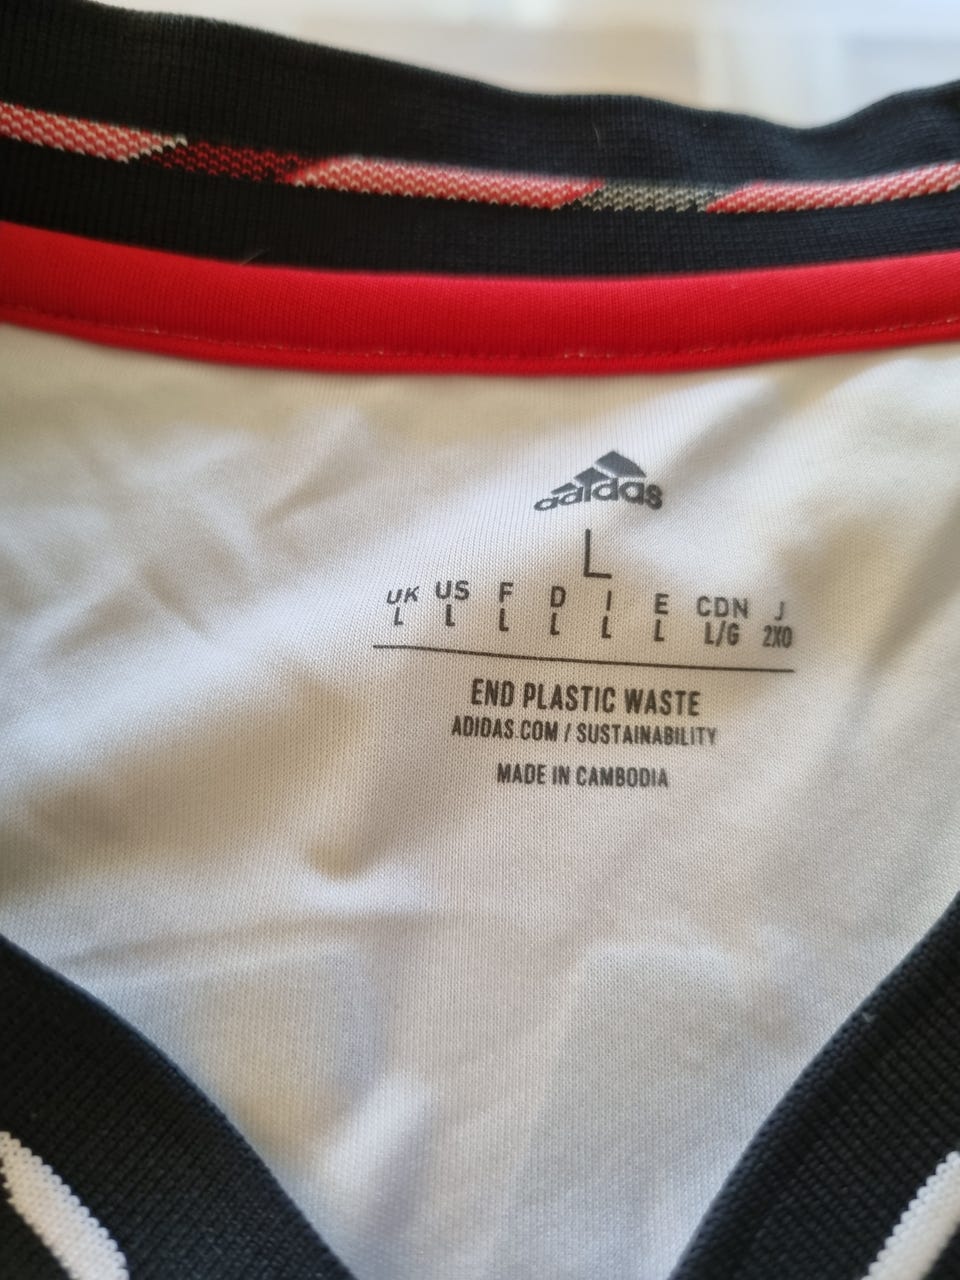 adidas
L
UK US F D I E CDN J
L L L L L L L/G 2XO
END PLASTIC WASTE
ADIDAS.COM / SUSTAINABILITY
MADE IN CAMBODIA